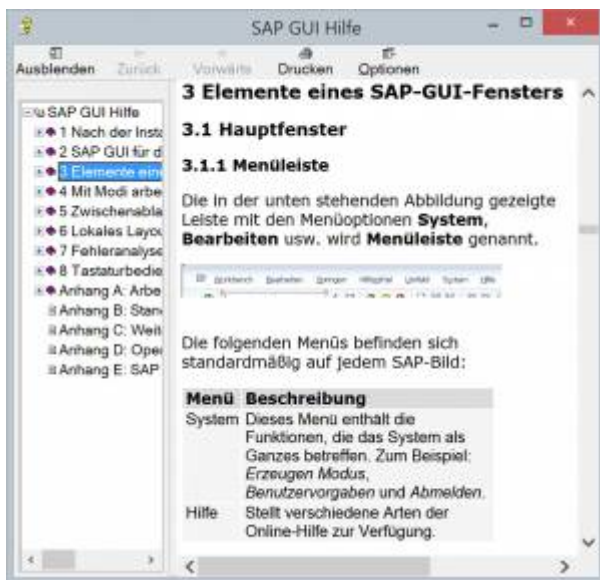 SAP GUI Hilfe
Ausblenden Zurück Vorwärts Drucken Optionen
SAP GUI Hilfe
1 Nach der Insta
2 SAP GUI für d
3 Elemente eine
4 Mit Modi arbe
5 Zwischenabla
6 Lokales Layou
7 Fehleranalyse
8 Tastaturbedie
Anhang A: Arbe
Anhang B: Stan
Anhang C: Weit
Anhang D: Oper
Anhang E: SAP
3 Elemente eines SAP-GUI-Fensters
3.1 Hauptfenster
3.1.1 Menüleiste
Die in der unten stehenden Abbildung gezeigte
Leiste mit den Menüoptionen System,
Bearbeiten usw. wird Menüleiste genannt.
Bearbeiten Springen Hilfsmittel Umfeld System Hilfe
Die folgenden Menüs befinden sich
standardmäßig auf jedem SAP-Bild:
Menü Beschreibung
System Dieses Menü enthält die
Funktionen, die das System als
Ganzes betreffen. Zum Beispiel:
Erzeugen Modus,
Benutzervorgaben und Abmelden.
Hilfe Stellt verschiedene Arten der
Online-Hilfe zur Verfügung.